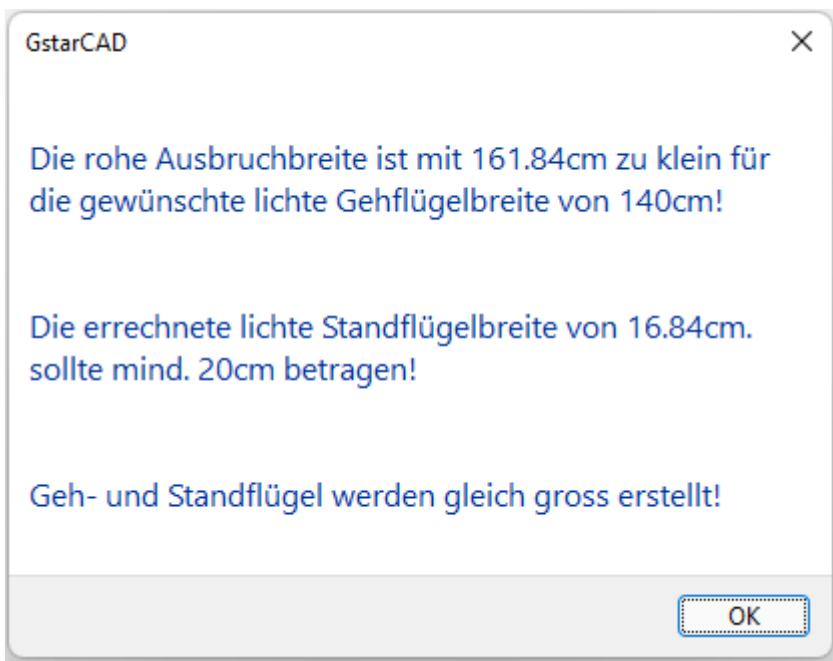 GstarCAD
Die rohe Ausbruchbreite ist mit 161.84cm zu klein für
die gewünschte lichte Gehflügelbreite von 140cm!
Die errechnete lichte Standflügelbreite von 16.84cm.
sollte mind. 20cm betragen!
Geh- und Standflügel werden gleich gross erstellt!
OK